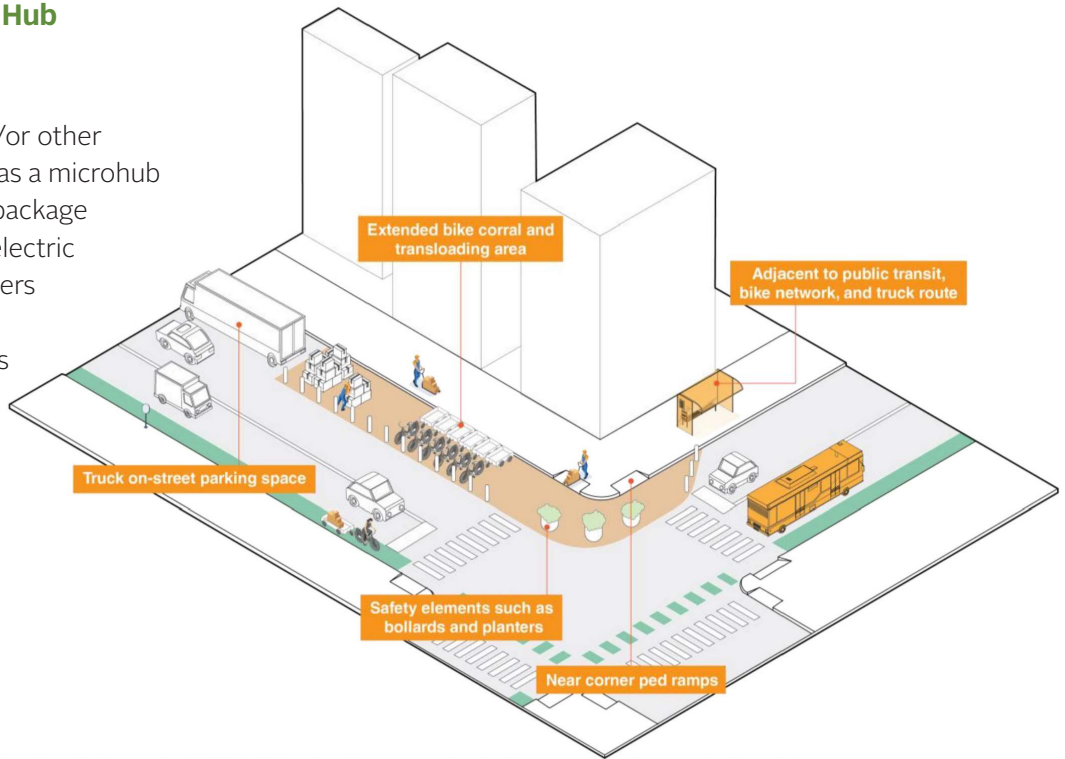 Hub
/or other
as a microhub
package
electric
ers
s
Extended bike corral and
transloading area
Adjacent to public transit,
bike network, and truck route
Truck on-street parking space
Safety elements such as
bollards and planters
Near corner ped ramps